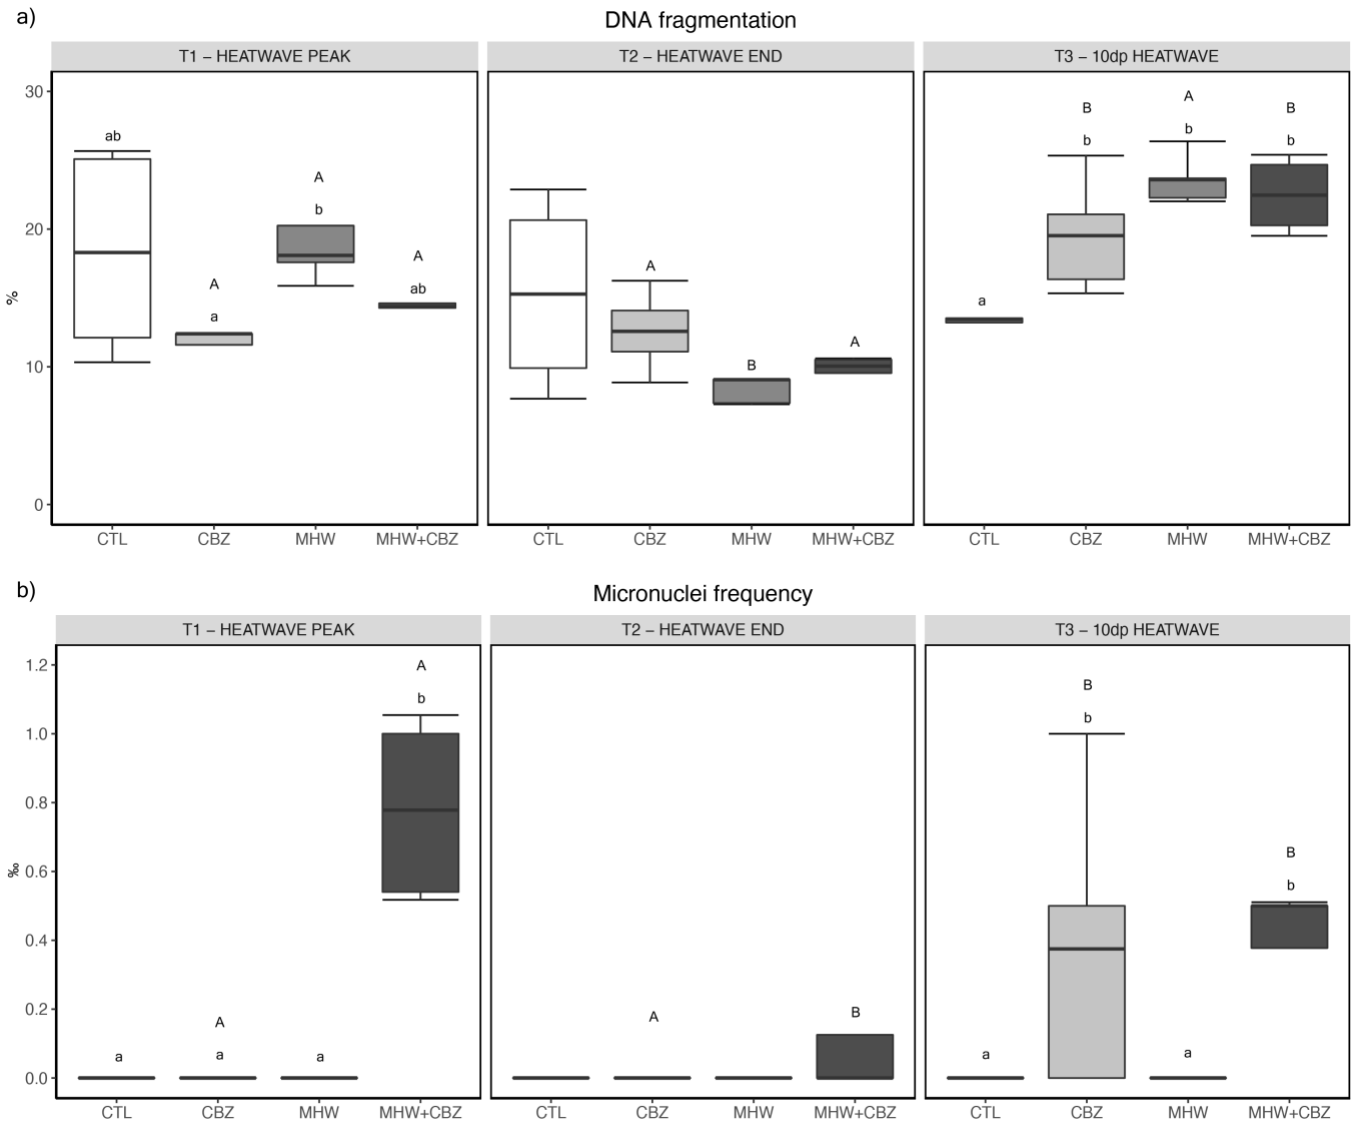 a)
DNA fragmentation
T1 – HEATWAVE PEAK
T2 – HEATWAVE END
T3 – 10dp HEATWAVE
30
20
10
0
%
ab
A
a
A
b
A
ab
A
B
A
a
B
b
A
b
B
b
CTL
CBZ
MHW
MHW+CBZ
CTL
CBZ
MHW
MHW+CBZ
CTL
CBZ
MHW
MHW+CBZ
b)
Micronuclei frequency
T1 – HEATWAVE PEAK
T2 – HEATWAVE END
T3 – 10dp HEATWAVE
1.2
1.0
0.8
0.6
0.4
0.2
0.0
‰
a
A
a
a
A
b
A
B
a
B
b
a
B
b
CTL
CBZ
MHW
MHW+CBZ
CTL
CBZ
MHW
MHW+CBZ
CTL
CBZ
MHW
MHW+CBZ